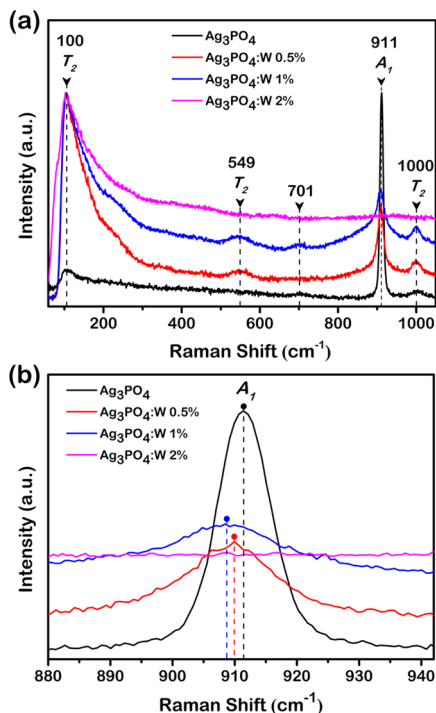 (a)
100
T₂
Ag₃PO₄
Ag₃PO₄:W 0.5%
Ag₃PO₄:W 1%
Ag₃PO₄:W 2%
911
A₁
549
T₂
701
1000
T₂
Intensity (a.u.)
200 400 600 800 1000
Raman Shift (cm⁻¹)
(b)
Ag₃PO₄
Ag₃PO₄:W 0.5%
Ag₃PO₄:W 1%
Ag₃PO₄:W 2%
A₁
Intensity (a.u.)
880 890 900 910 920 930 940
Raman Shift (cm⁻¹)